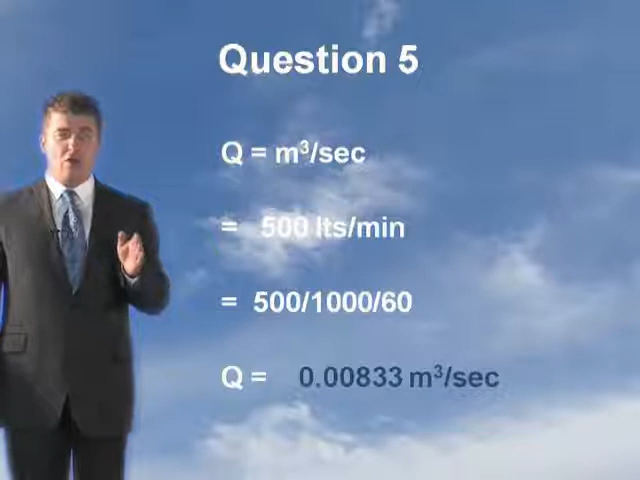 Question 5
Q = m³/sec
= 500 lts/min
= 500/1000/60
Q = 0.00833 m³/sec